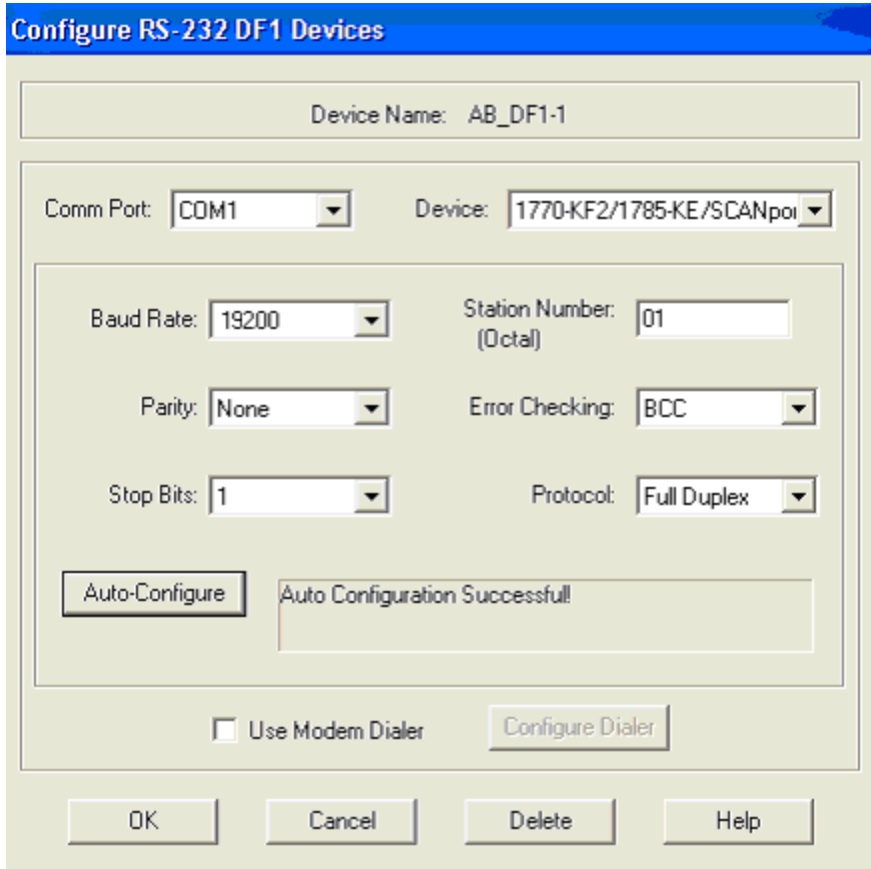 Configure RS-232 DF1 Devices
Device Name: AB_DF1-1
Comm Port: COM1 Device: 1770-KF2/1785-KE/SCANpor
Baud Rate: 19200 Station Number: 01
(Octal)
Parity: None Error Checking: BCC
Stop Bits: 1 Protocol: Full Duplex
Auto-Configure Auto Configuration Successful!
Use Modem Dialer Configure Dialer
OK Cancel Delete Help